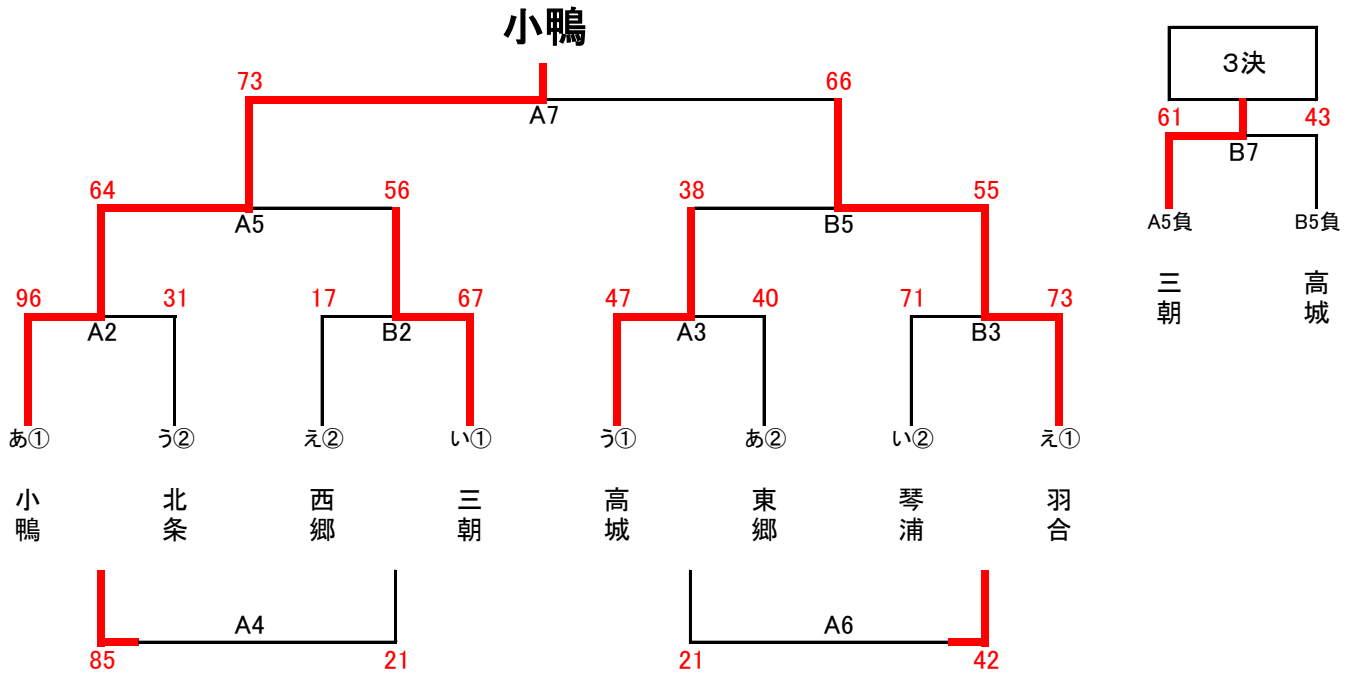 小鴨
3決
73 66
A7
61 43
B7
64 56 38 55
A5 B5
A5負 B5負
三朝 高城
96 31 17 67 47 40 71 73
A2 B2 A3 B3
あ① う② え② い① う① あ② い② え①
小鴨 北条 西郷 三朝 高城 東郷 琴浦 羽合
A4 A6
85 21 21 42